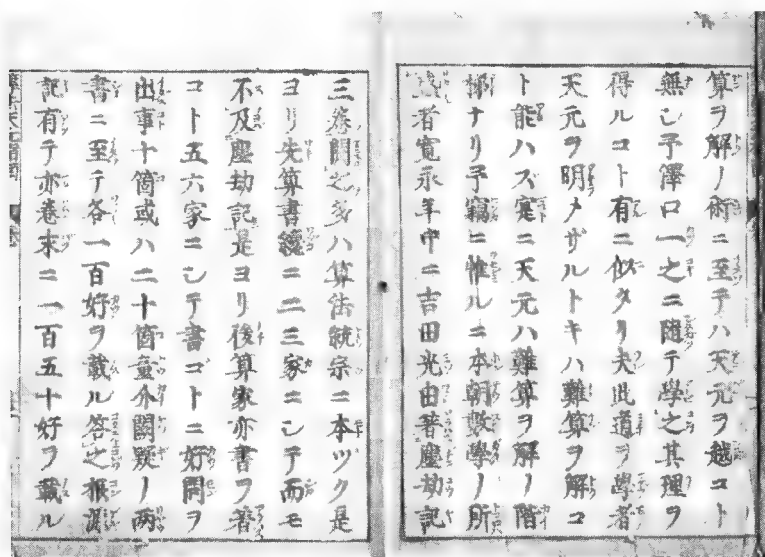 算ヲ解ノ術ニ至テハ天元ヲ越コト
無シ予澤口一之ニ隨テ學之其理ヲ
得ルコト有ニ似タリ夫此道ヲ學者
天元ヲ明メザルトキハ難算ヲ解コ
ト能ハズ寔ニ天元ハ難算ヲ解ノ階
梯ナリ予竊ニ惟ルニ本朝數學ノ所
者寛永年中ニ吉田光由著塵劫記
三巻問之多ハ算法統宗ニ本ヅク是
ヨリ先算書纔ニ二三家ニシテ而モ
不及塵劫記是ヨリ後算家亦書ヲ著
コト五六家ニシテ書ゴトニ好問ヲ
出事十箇或ハ二十箇童介闕疑ノ両
書ニ至テ各一百好ヲ載ル答之根源
記有テ亦巻末ニ一百五十好ヲ載ル